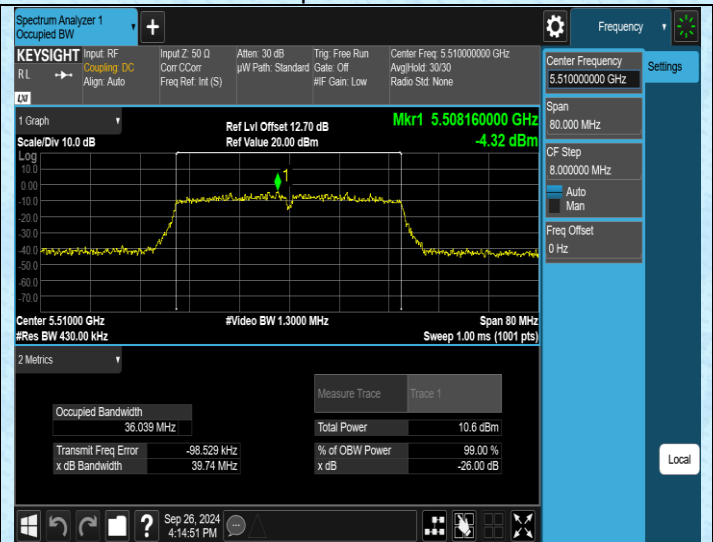 Spectrum Analyzer 1
Occupied BW
+
Frequency
KEYSIGHT
RL
LXI
Input: RF
Coupling: DC
Align: Auto
Input Z: 50 Ω
Corr CCorr
Freq Ref: Int (S)
Atten: 30 dB
µW Path: Standard
Trig: Free Run
Gate: Off
#IF Gain: Low
Center Freq: 5.510000000 GHz
Avg|Hold: 30/30
Radio Std: None
Center Frequency
5.510000000 GHz
Settings
Span
80.000 MHz
CF Step
8.000000 MHz
Auto
Man
Freq Offset
0 Hz
1 Graph
Scale/Div 10.0 dB
Ref Lvl Offset 12.70 dB
Ref Value 20.00 dBm
Mkr1 5.508160000 GHz
-4.32 dBm
Log
10.0
0.00
-10.0
-20.0
-30.0
-40.0
-50.0
-60.0
-70.0
1
Center 5.51000 GHz
#Res BW 430.00 kHz
#Video BW 1.3000 MHz
Span 80 MHz
Sweep 1.00 ms (1001 pts)
2 Metrics
Measure Trace
Trace 1
Occupied Bandwidth
36.039 MHz
Total Power
10.6 dBm
Transmit Freq Error
-98.529 kHz
% of OBW Power
99.00 %
x dB Bandwidth
39.74 MHz
x dB
-26.00 dB
Local
?
Sep 26, 2024
4:14:51 PM